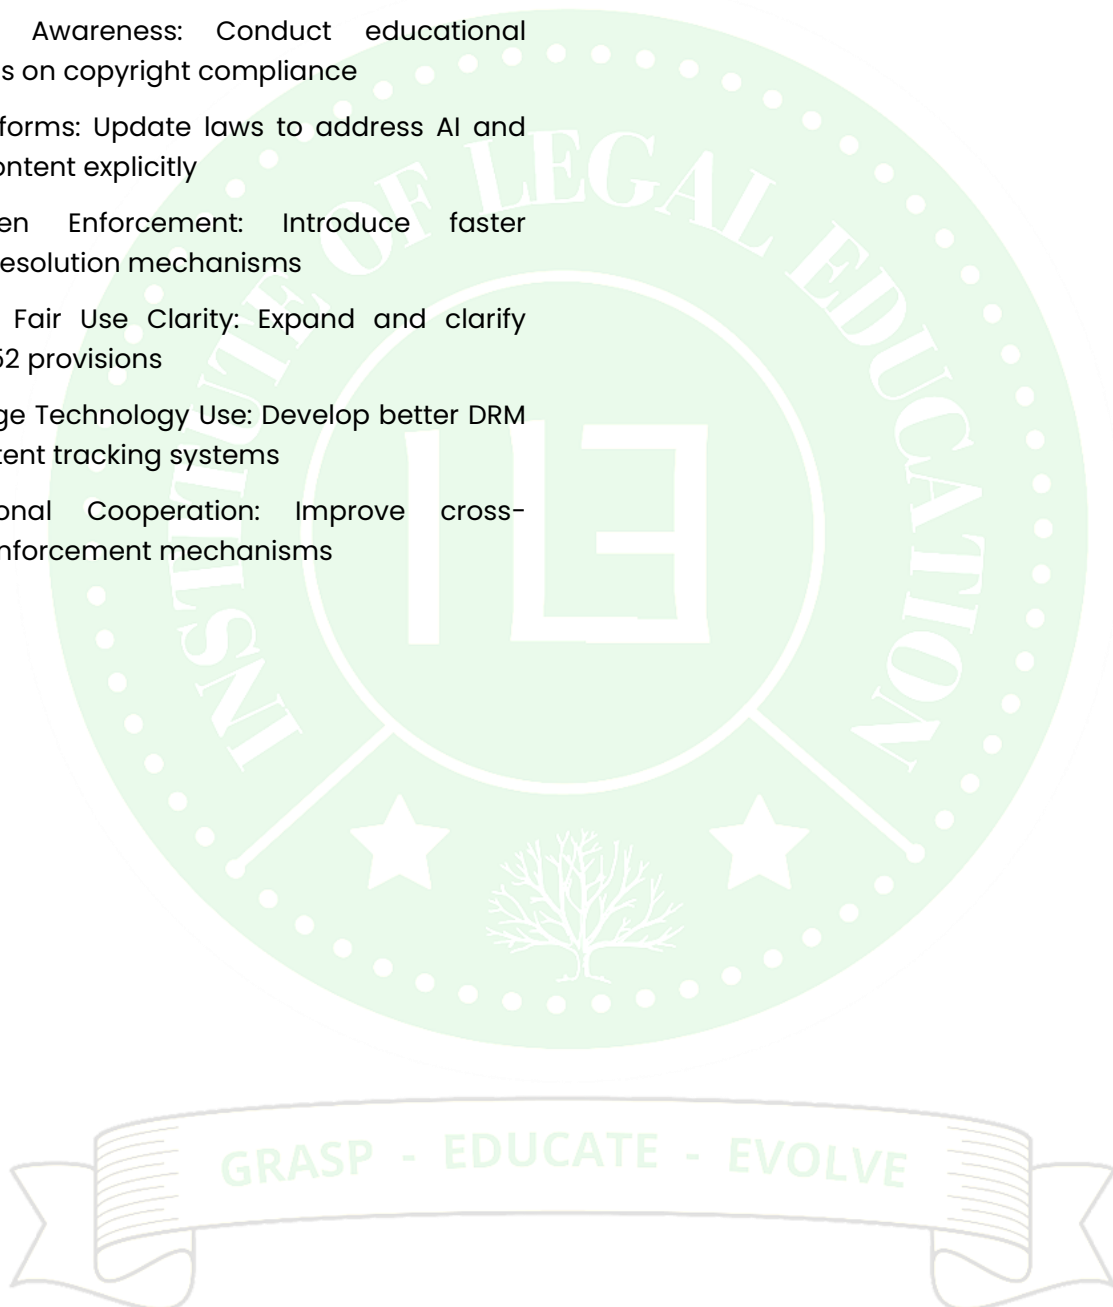 Awareness: Conduct educational
s on copyright compliance
forms: Update laws to address AI and
ontent explicitly
en Enforcement: Introduce faster
esolution mechanisms
Fair Use Clarity: Expand and clarify
52 provisions
ge Technology Use: Develop better DRM
tent tracking systems
onal Cooperation: Improve cross-
nforcement mechanisms
INSTITUTE OF LEGAL EDUCATION
ILE
GRASP - EDUCATE - EVOLVE